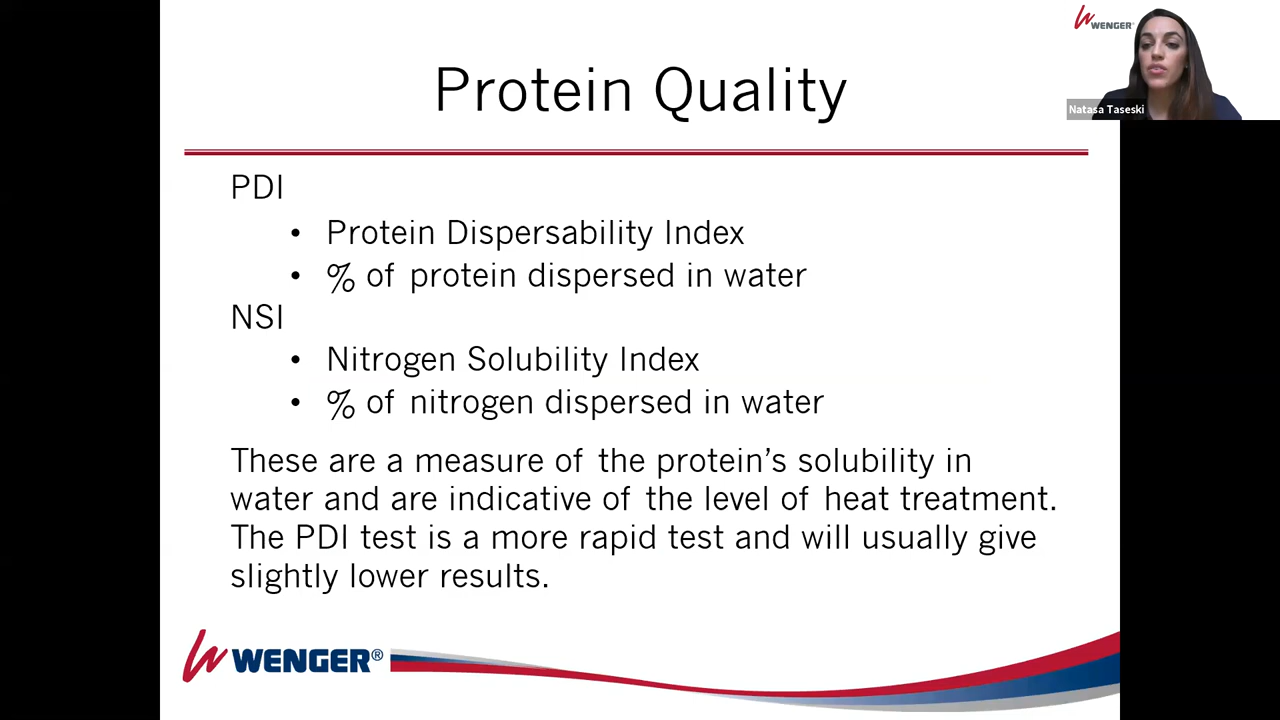 WENGER®
Natasa Taseski
Protein Quality
PDI
• Protein Dispersability Index
• % of protein dispersed in water
NSI
• Nitrogen Solubility Index
• % of nitrogen dispersed in water
These are a measure of the protein’s solubility in
water and are indicative of the level of heat treatment.
The PDI test is a more rapid test and will usually give
slightly lower results.
WENGER®